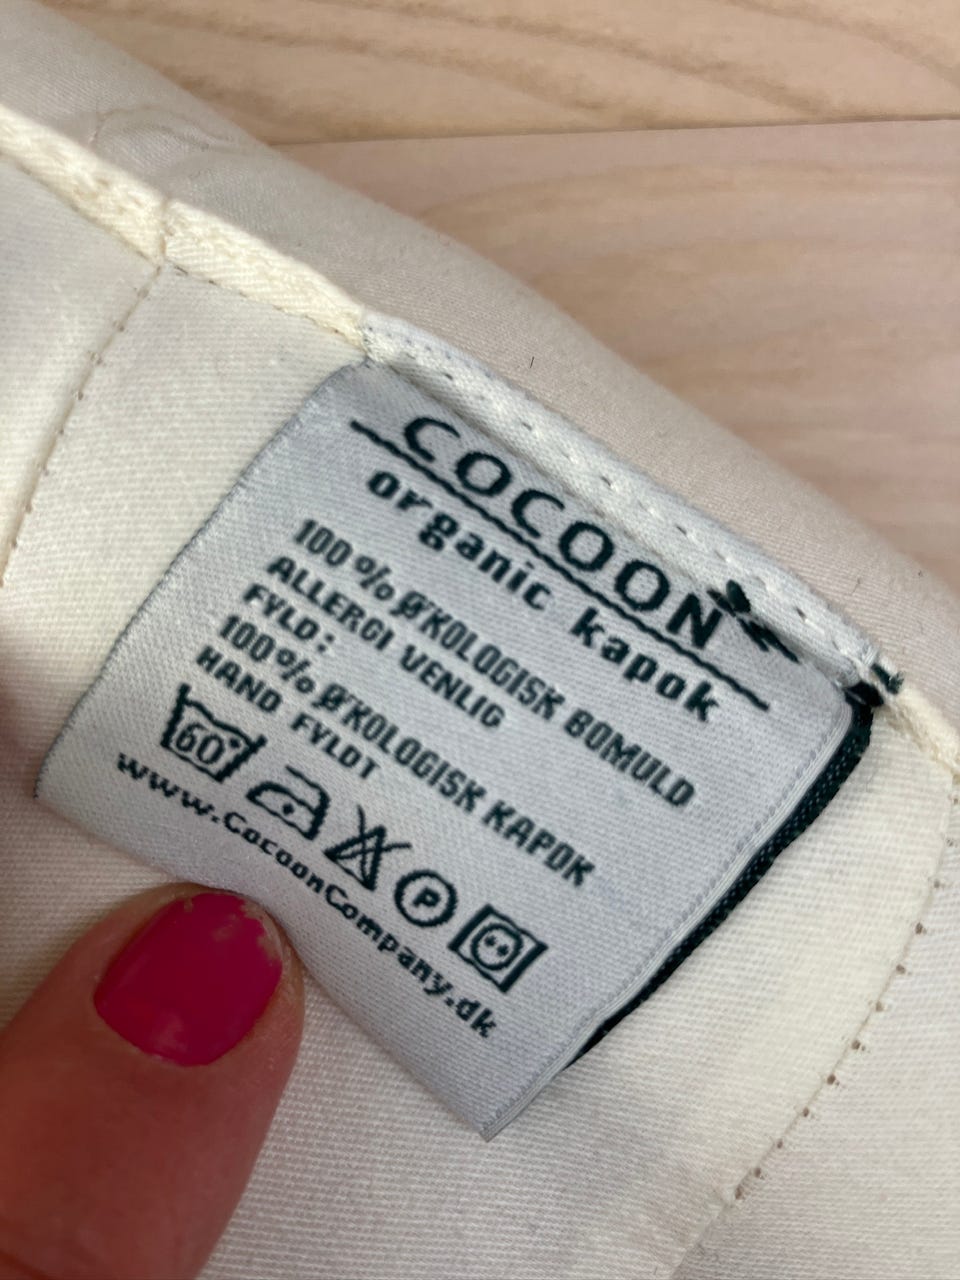 COCOON
organic kapok
100% ØKOLOGISK BOMULD
ALLERGI VENLIG
FYLD:
100% ØKOLOGISK KAPOK
HAND FYLDT
60° P
www.CocoonCompany.dk